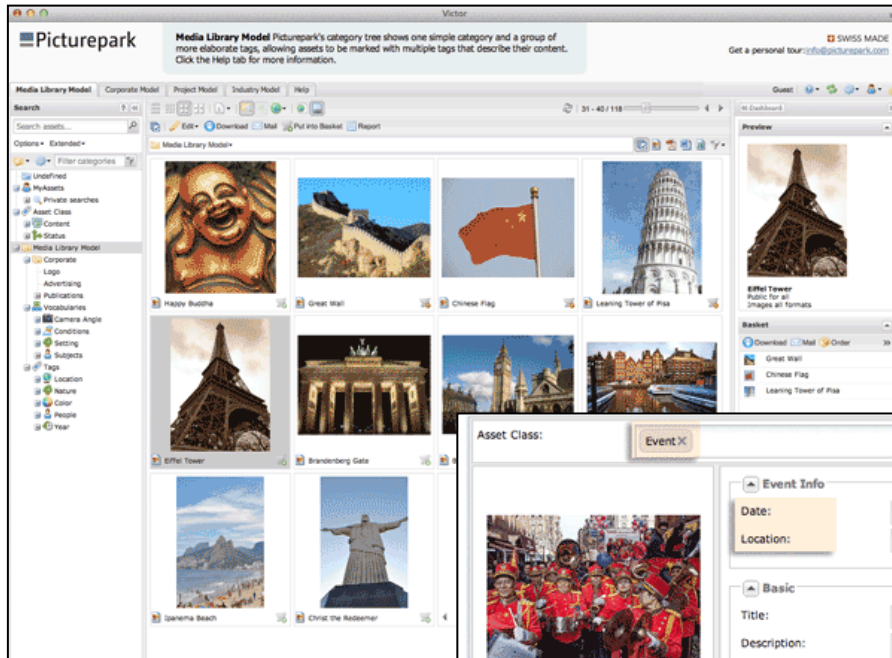 Victor
Picturepark
Media Library Model Picturepark's category tree shows one simple category and a group of
more elaborate tags, allowing assets to be marked with multiple tags that describe their content.
Click the Help tab for more information.
SWISS MADE
Get a personal tour:info@picturepark.com
Media Library Model Corporate Model Project Model Industry Model Help
Guest
Search
31 - 40 / 118
Dashboard
Search assets...
Edit Download Mail Put into Basket Report
Preview
Options Extended
Media Library Model
Filter categories
Undefined
MyAssets
Private searches
Asset Class
Content
Status
Media Library Model
Corporate
Logo
Advertising
Publications
Vocabularies
Camera Angle
Conditions
Setting
Subjects
Tags
Location
Nature
Color
People
Year
Happy Buddha
Great Wall
Chinese Flag
Leaning Tower of Pisa
Eiffel Tower
Public for all
Images all formats
Basket
Download Mail Order
Great Wall
Chinese Flag
Leaning Tower of Pisa
Eiffel Tower
Brandenberg Gate
B
Ipanema Beach
Christ the Redeemer
Asset Class:
Event
Event Info
Date:
Location:
Basic
Title:
Description: